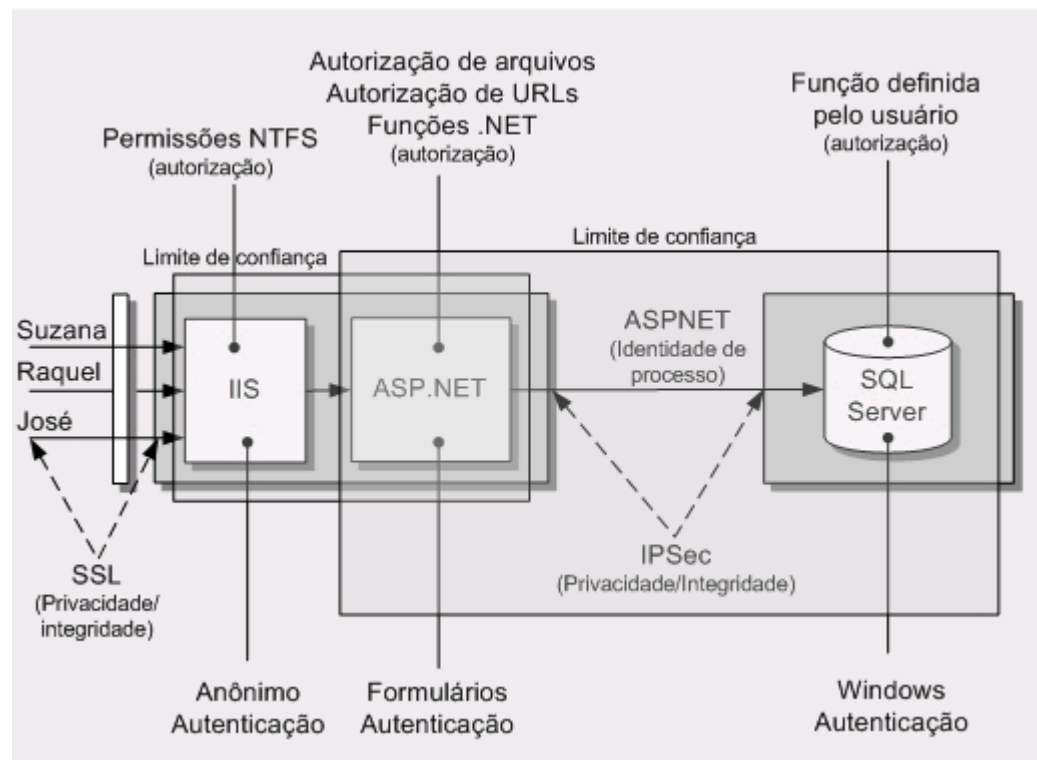 Autorização de arquivos
Autorização de URLs
Funções .NET
(autorização)
Função definida
pelo usuário
(autorização)
Permissões NTFS
(autorização)
Limite de confiança
Limite de confiança
Suzana
Raquel
José
IIS
ASP.NET
ASPNET
(Identidade de
processo)
SQL
Server
SSL
(Privacidade/
integridade)
IPSec
(Privacidade/Integridade)
Anônimo
Autenticação
Formulários
Autenticação
Windows
Autenticação